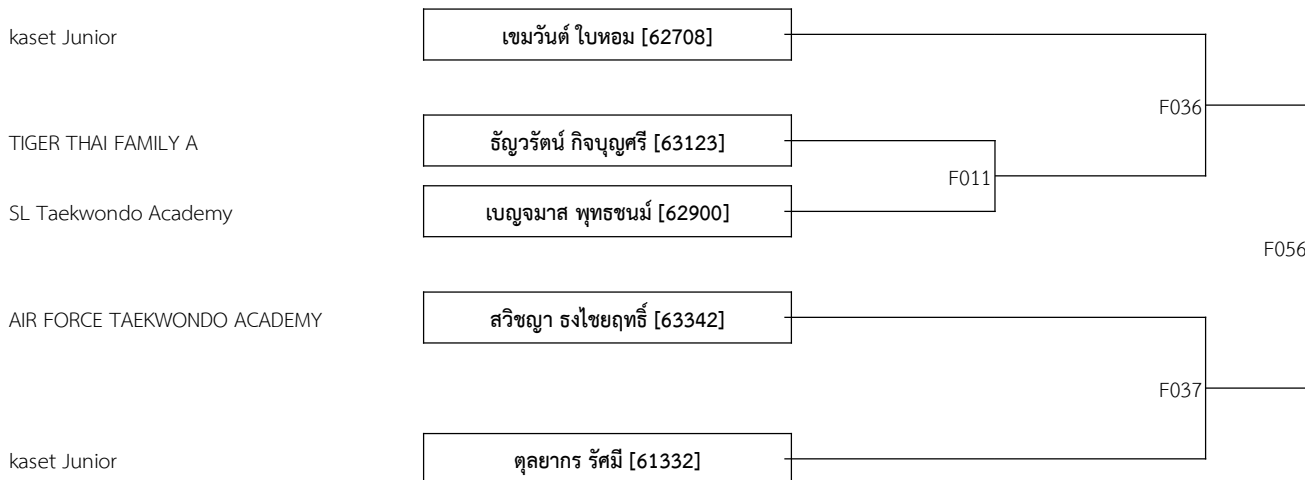 kaset Junior
เขมวันต์ ใบหอม [62708]
F036
TIGER THAI FAMILY A
ธัญวรัตน์ กิจบุญศรี [63123]
F011
SL Taekwondo Academy
เบญจมาส พุทธชนม์ [62900]
F056
AIR FORCE TAEKWONDO ACADEMY
สวิชญา ธงไชยฤทธิ์ [63342]
F037
kaset Junior
ตุลยากร รัศมี [61332]